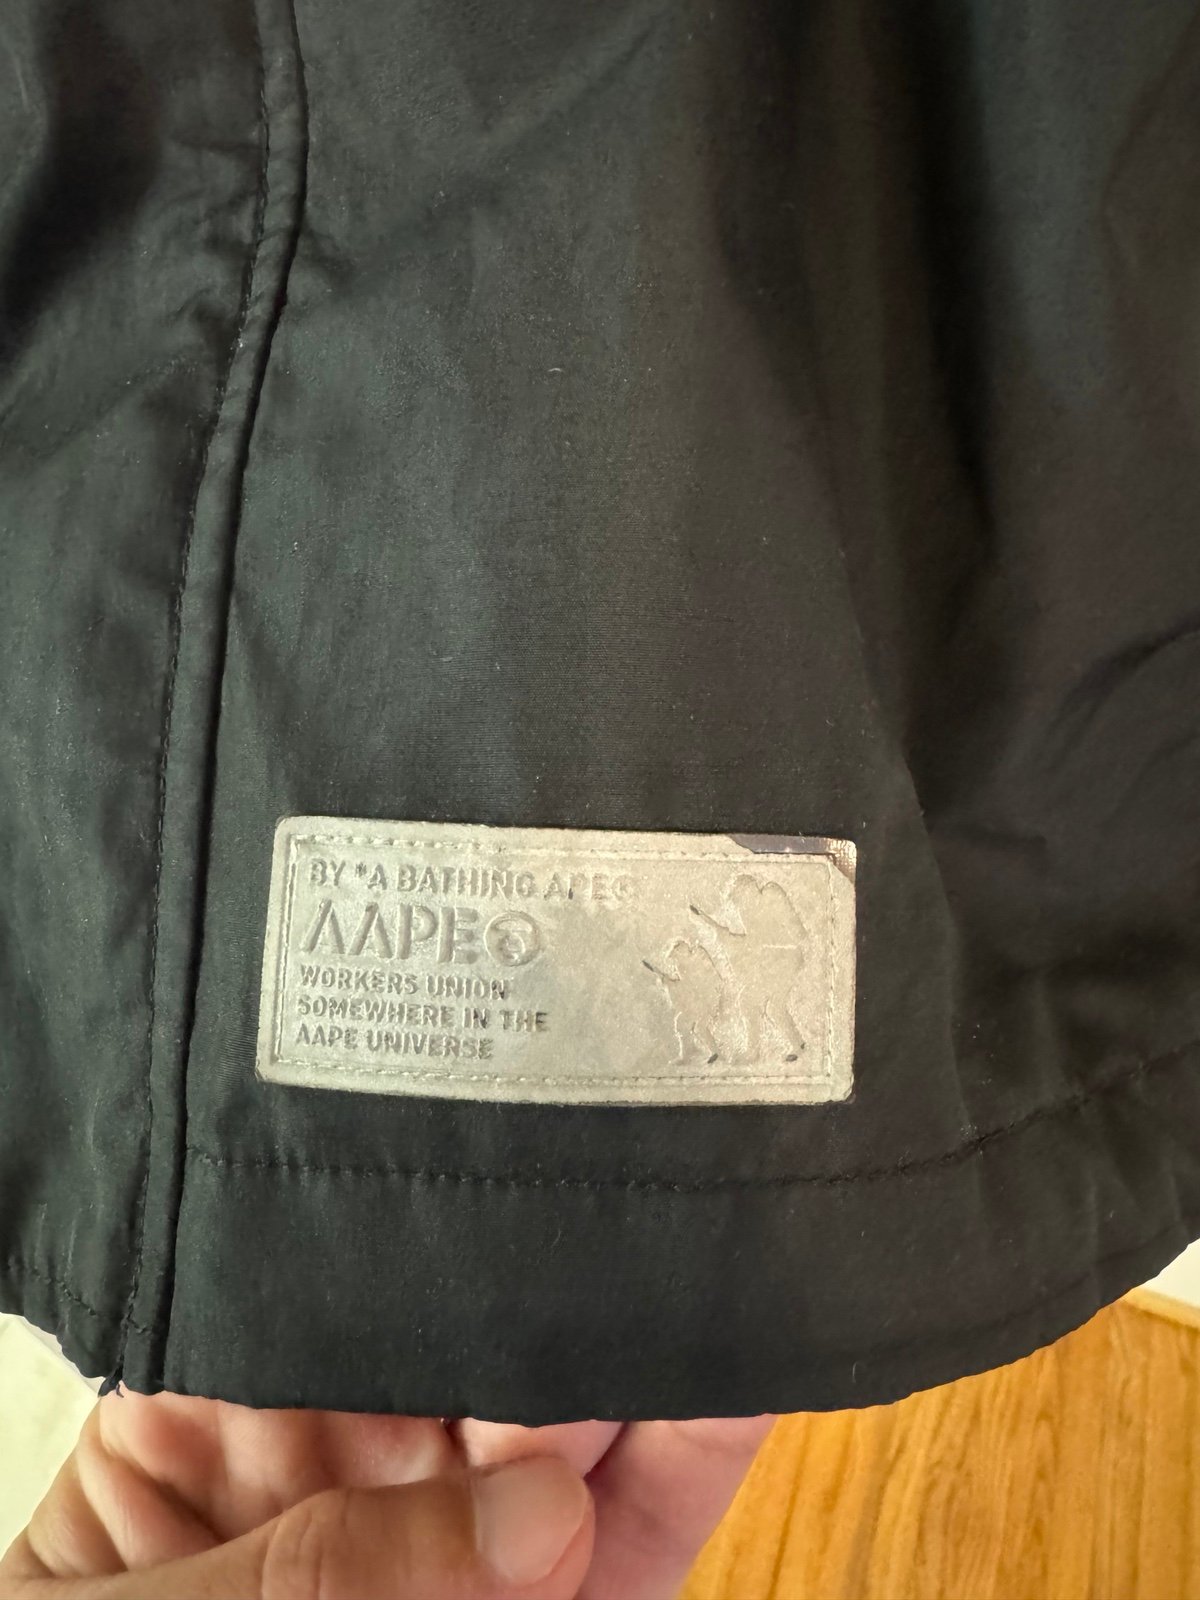 BY *A BATHING APE®
AAPE
WORKERS UNION
SOMEWHERE IN THE
AAPE UNIVERSE